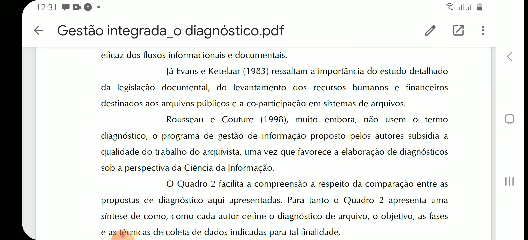 12:31
Gestão integrada_o diagnóstico.pdf
eficaz dos fluxos informacionais e documentais.
Já Evans e Ketelaar (1983) ressaltam a importância do estudo detalhado
da legislação documental, do levantamento dos recursos humanos e financeiros
destinados aos arquivos públicos e a co-participação em sistemas de arquivos.
Rousseau e Couture (1998), muito embora, não usem o termo
diagnóstico, o programa de gestão de informação proposto pelos autores subsidia a
qualidade do trabalho do arquivista, uma vez que favorece a elaboração de diagnósticos
sob a perspectiva da Ciência da Informação.
O Quadro 2 facilita a compreensão a respeito da comparação entre as
propostas de diagnóstico aqui apresentadas. Para tanto o Quadro 2 apresenta uma
síntese de como, como cada autor define o diagnóstico de arquivo, o objetivo, as fases
e as técnicas de coleta de dados indicadas para tal finalidade.